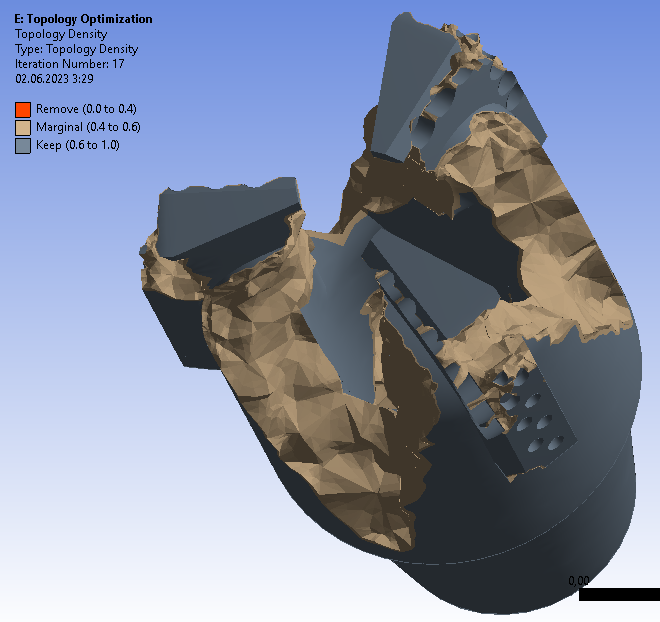 E: Topology Optimization
Topology Density
Type: Topology Density
Iteration Number: 17
02.06.2023 3:29
Remove (0.0 to 0.4)
Marginal (0.4 to 0.6)
Keep (0.6 to 1.0)
0,00